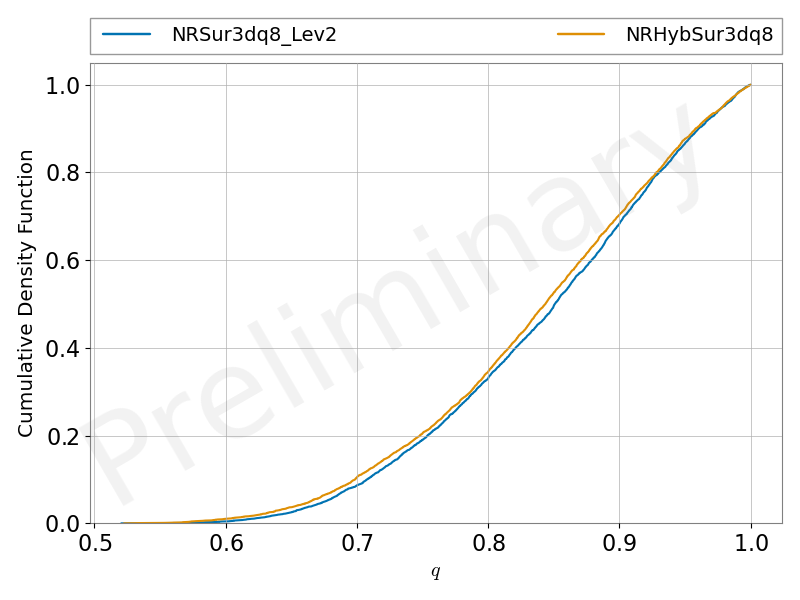 NRSur3dq8_Lev2 NRHybSur3dq8
Cumulative Density Function
1.0
0.8
0.6
0.4
0.2
0.0
Preliminary
0.5 0.6 0.7 0.8 0.9 1.0
q